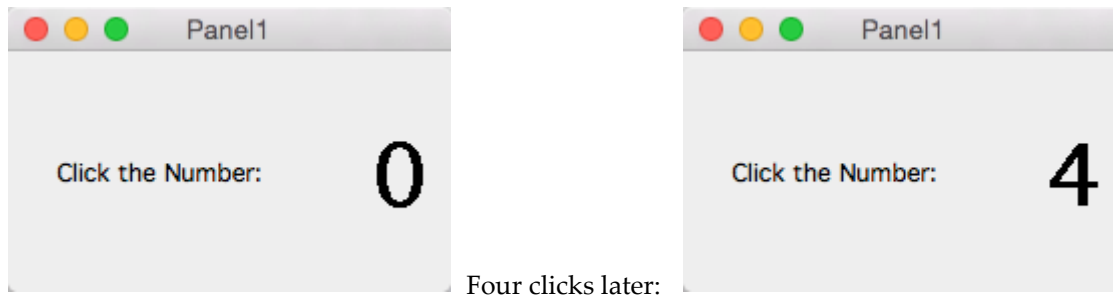 Panel1
Click the Number: 0
Four clicks later:
Panel1
Click the Number: 4